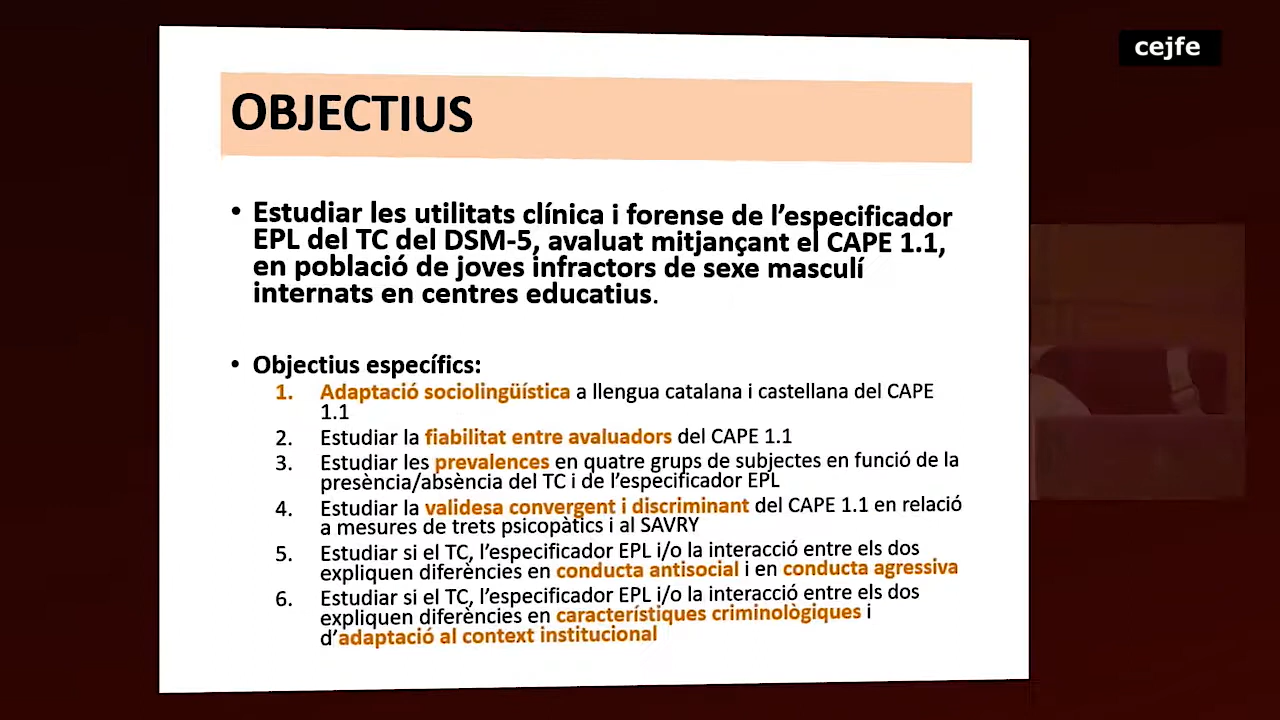 cejfe
OBJECTIUS
• Estudiar les utilitats clínica i forense de l’especificador
EPL del TC del DSM-5, avaluat mitjançant el CAPE 1.1,
en població de joves infractors de sexe masculí
internats en centres educatius.
• Objectius específics:
1. Adaptació sociolingüística a llengua catalana i castellana del CAPE
1.1
2. Estudiar la fiabilitat entre avaluadors del CAPE 1.1
3. Estudiar les prevalences en quatre grups de subjectes en funció de la
presència/absència del TC i de l’especificador EPL
4. Estudiar la validesa convergent i discriminant del CAPE 1.1 en relació
a mesures de trets psicopàtics i al SAVRY
5. Estudiar si el TC, l’especificador EPL i/o la interacció entre els dos
expliquen diferències en conducta antisocial i en conducta agressiva
6. Estudiar si el TC, l’especificador EPL i/o la interacció entre els dos
expliquen diferències en característiques criminològiques i
d’adaptació al context institucional